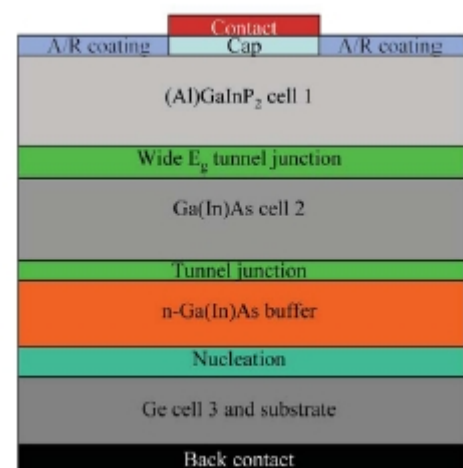 Contact
A/R coating Cap A/R coating
(Al)GaInP₂ cell 1
Wide E_g tunnel junction
Ga(In)As cell 2
Tunnel junction
n-Ga(In)As buffer
Nucleation
Ge cell 3 and substrate
Back contact